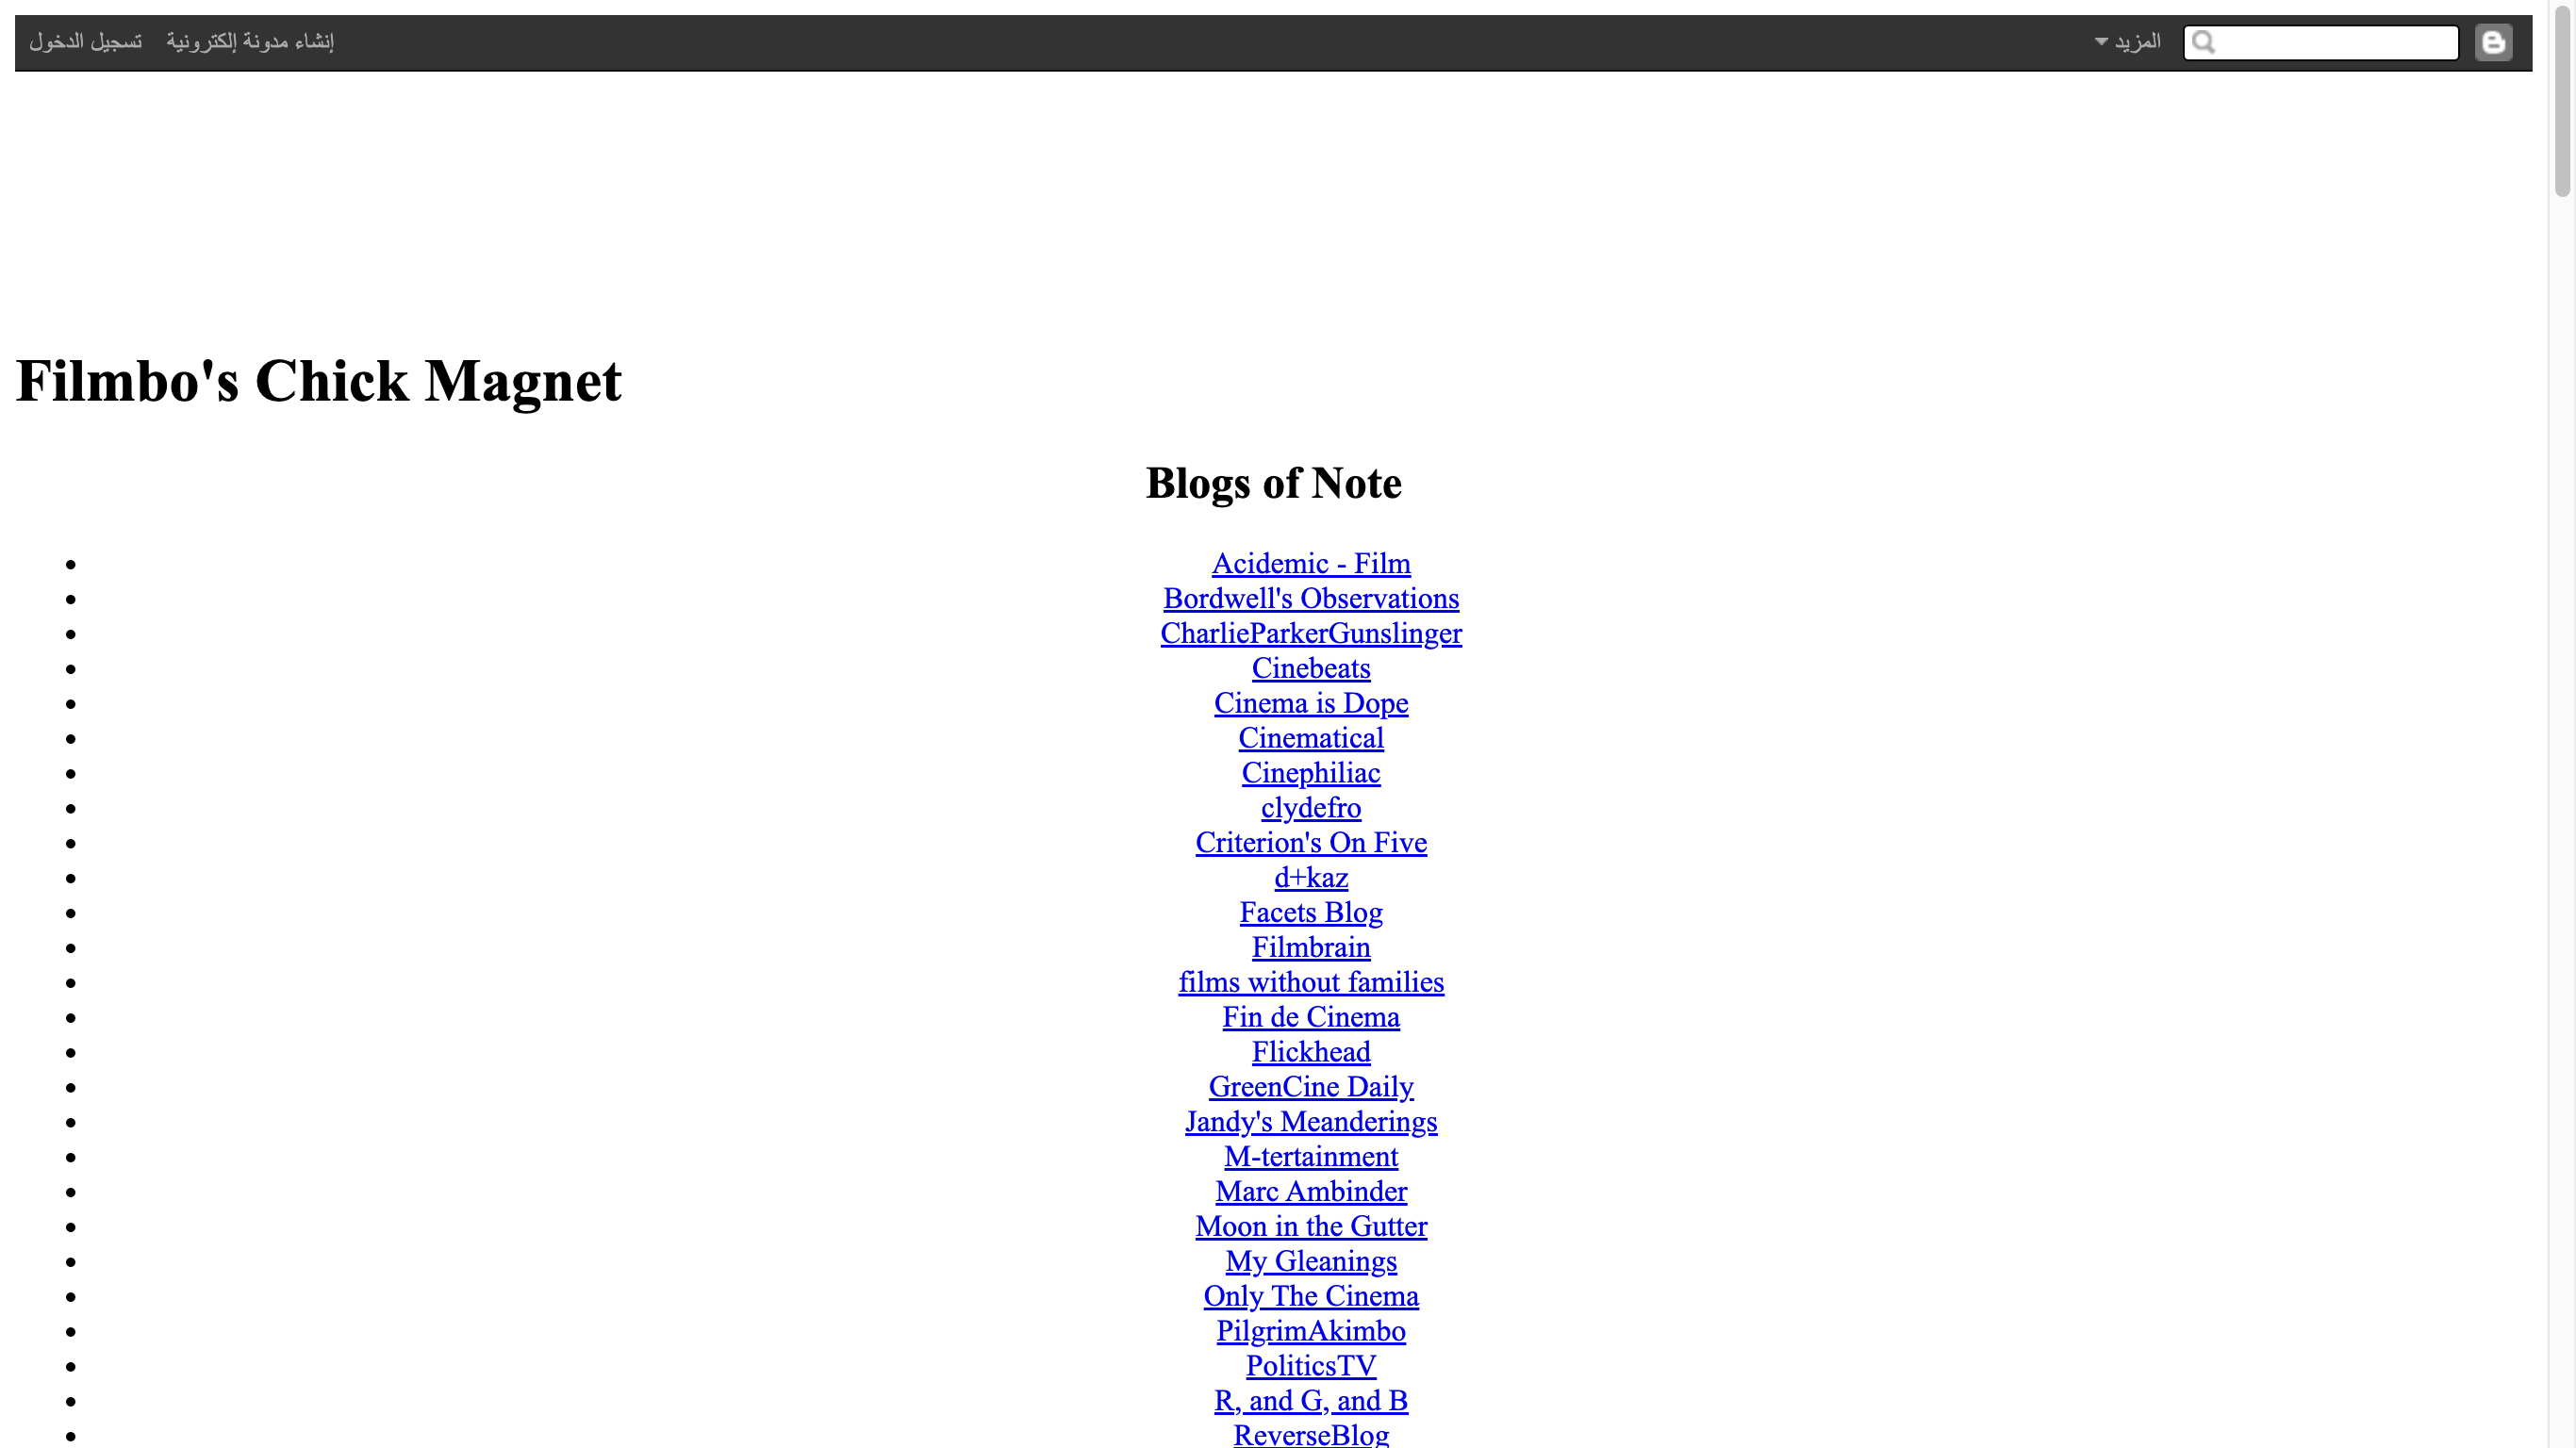 المزيد
إنشاء مدونة إلكترونية
تسجيل الدخول
Filmbo's Chick Magnet
Blogs of Note
Acidemic - Film
Bordwell's Observations
CharlieParkerGunslinger
Cinebeats
Cinema is Dope
Cinematical
Cinephiliac
clydefro
Criterion's On Five
d+kaz
Facets Blog
Filmbrain
films without families
Fin de Cinema
Flickhead
GreenCine Daily
Jandy's Meanderings
M-tertainment
Marc Ambinder
Moon in the Gutter
My Gleanings
Only The Cinema
PilgrimAkimbo
PoliticsTV
R, and G, and B
ReverseBlog